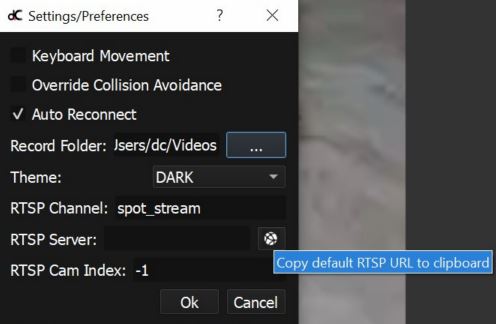 dC Settings/Preferences ? ×
Keyboard Movement
Override Collision Avoidance
✓ Auto Reconnect
Record Folder: Jsers/dc/Videos ...
Theme: DARK
RTSP Channel: spot_stream
RTSP Server:
Copy default RTSP URL to clipboard
RTSP Cam Index: -1
Ok Cancel